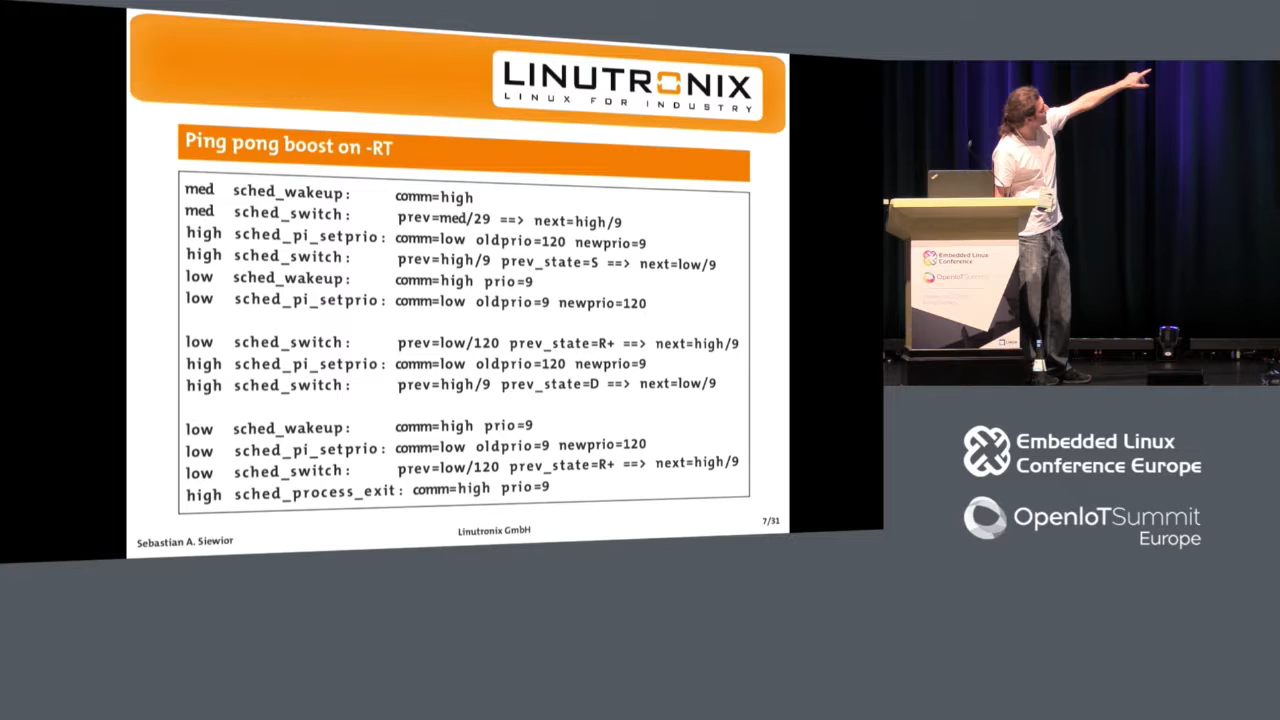 LINUTRONIX
LINUX FOR INDUSTRY
Ping pong boost on -RT
med sched_wakeup: comm=high
med sched_switch: prev=med/29 ==> next=high/9
high sched_pi_setprio: comm=low oldprio=120 newprio=9
high sched_switch: prev=high/9 prev_state=S ==> next=low/9
low sched_wakeup: comm=high prio=9
low sched_pi_setprio: comm=low oldprio=9 newprio=120
low sched_switch: prev=low/120 prev_state=R+ ==> next=high/9
high sched_pi_setprio: comm=low oldprio=120 newprio=9
high sched_switch: prev=high/9 prev_state=D ==> next=low/9
low sched_wakeup: comm=high prio=9
low sched_pi_setprio: comm=low oldprio=9 newprio=120
low sched_switch: prev=low/120 prev_state=R+ ==> next=high/9
high sched_process_exit: comm=high prio=9
Sebastian A. Siewior
Linutronix GmbH
7/31
Embedded Linux
Conference
OpenIoTSummit
Embedded Linux
Conference Europe
OpenIoTSummit
Europe